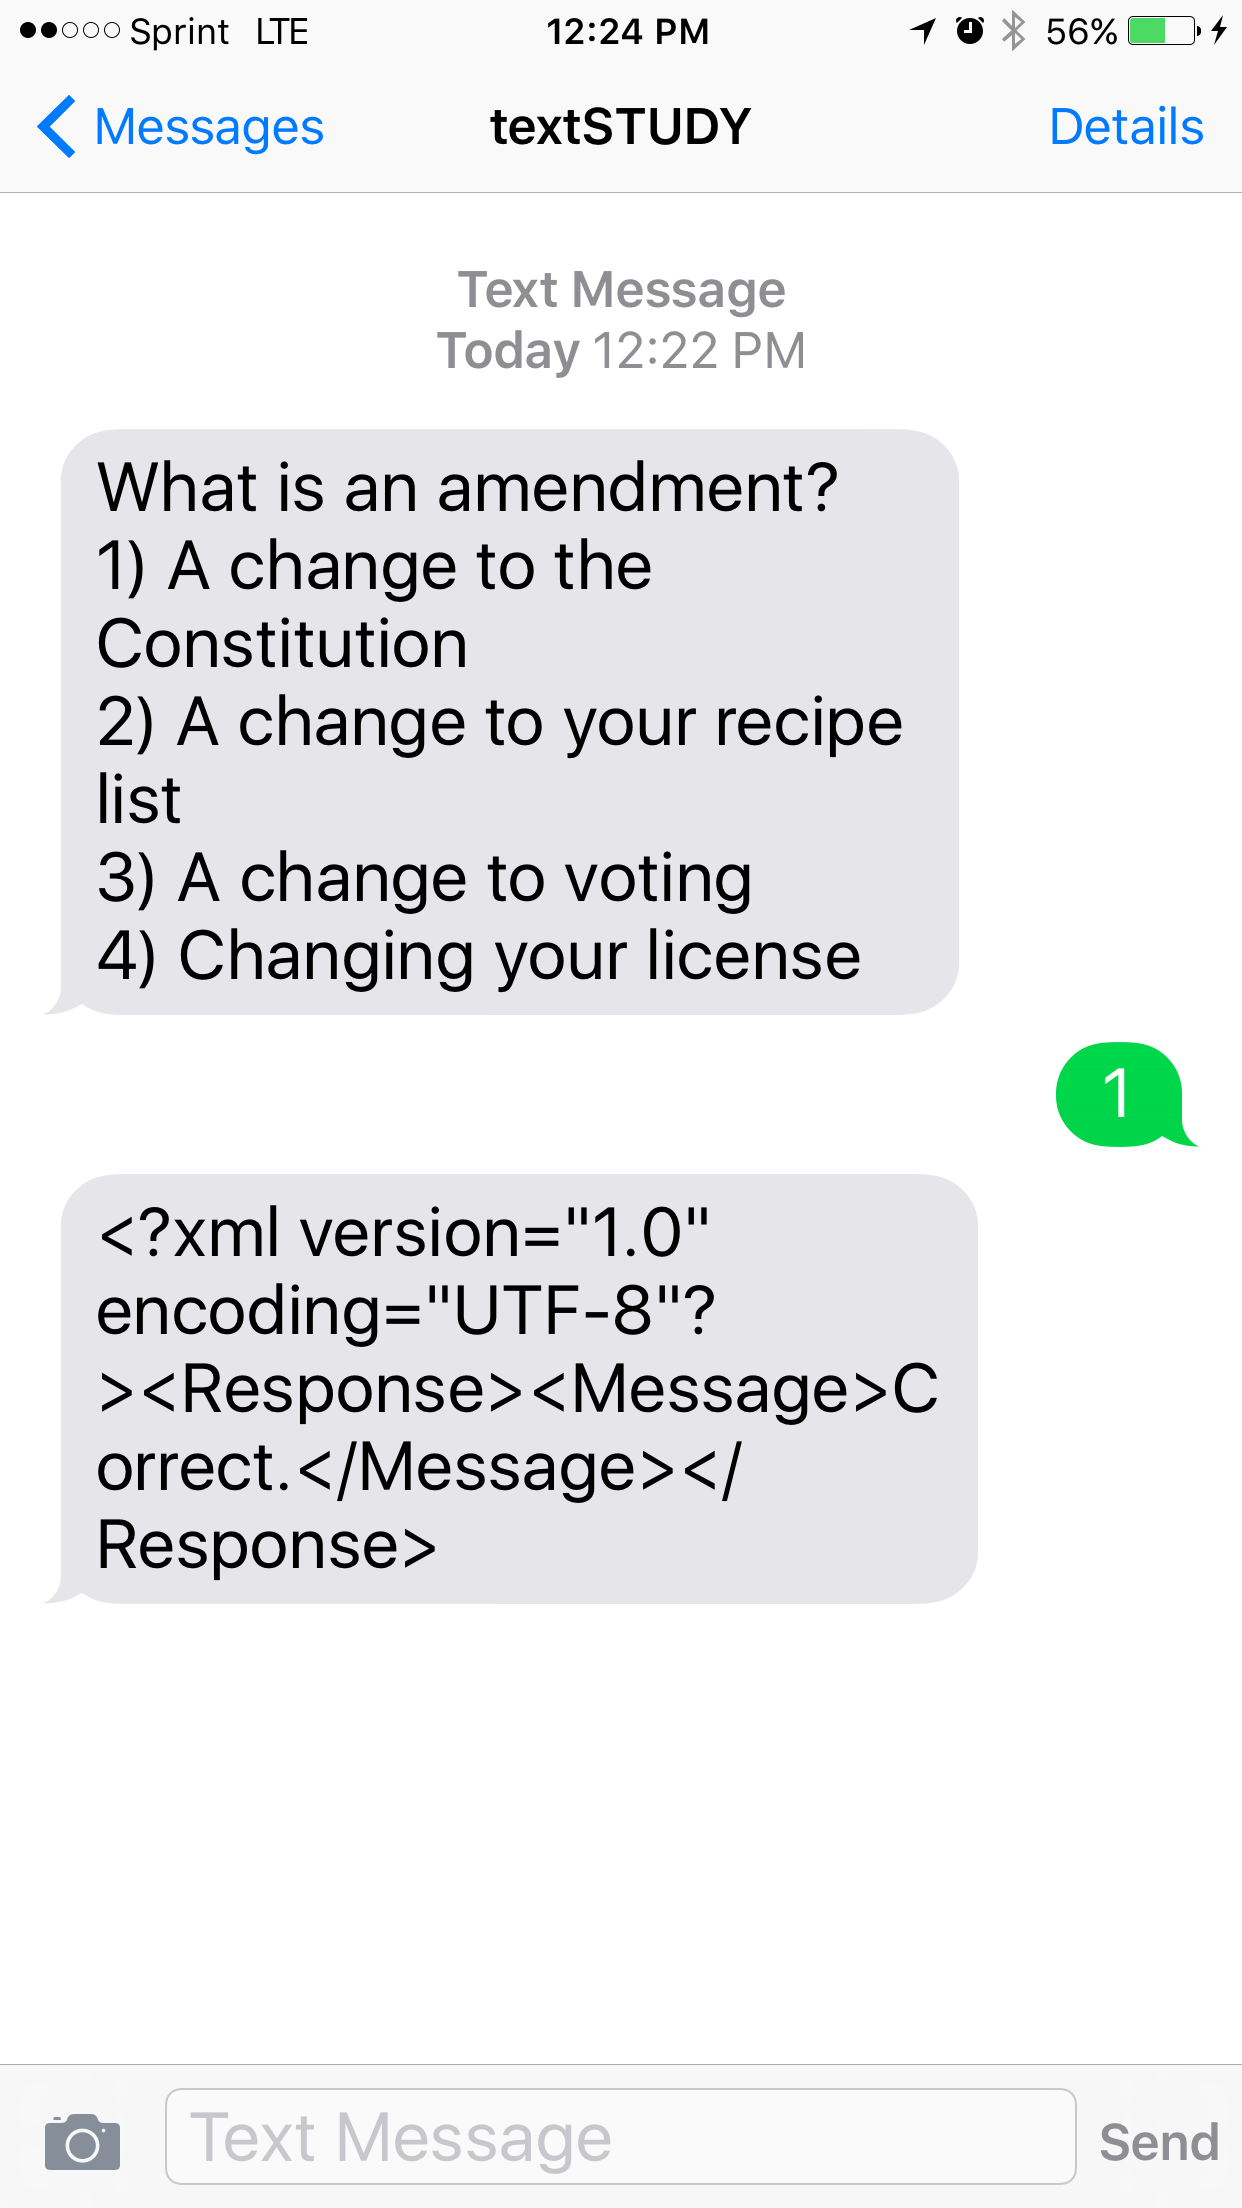 Sprint LTE 12:24 PM 56%
Messages textSTUDY Details
Text Message
Today 12:22 PM
What is an amendment?
1) A change to the
Constitution
2) A change to your recipe
list
3) A change to voting
4) Changing your license
1
<?xml version="1.0"
encoding="UTF-8"?
><Response><Message>C
orrect.</Message></
Response>
Text Message Send